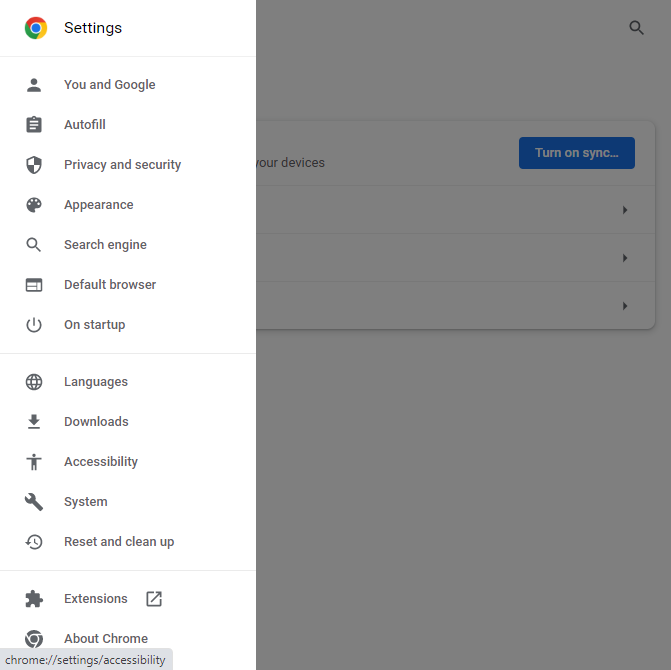 Settings
You and Google
Autofill
your devices
Turn on sync...
Privacy and security
Appearance
Search engine
Default browser
On startup
Languages
Downloads
Accessibility
System
Reset and clean up
Extensions
About Chrome
chrome://settings/accessibility